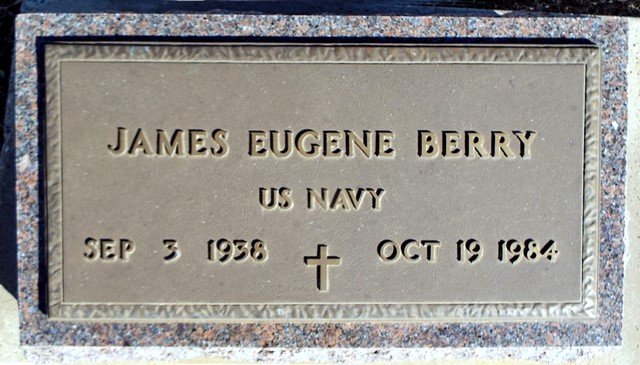 JAMES EUGENE BERRY
US NAVY
SEP 3 1938 OCT 19 1984